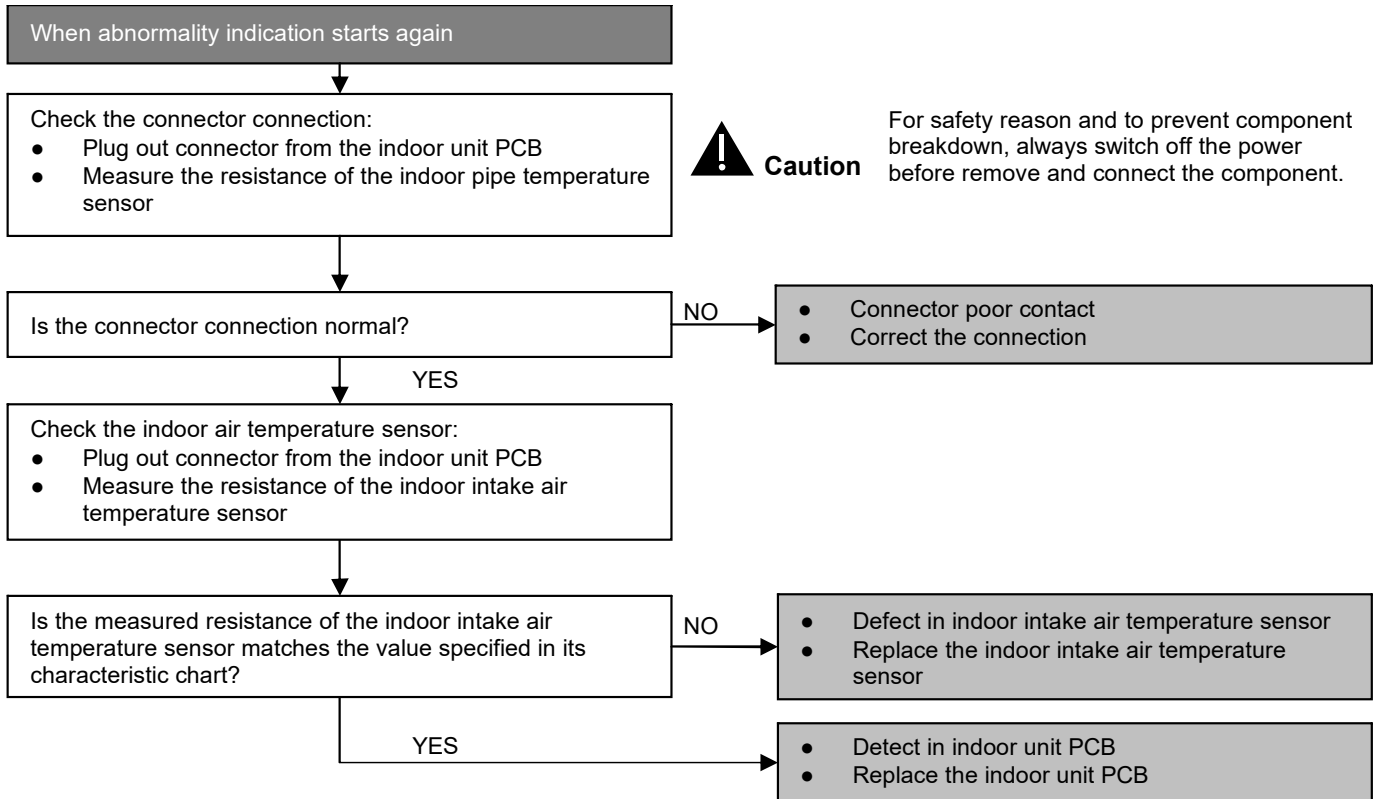 When abnormality indication starts again
Check the connector connection:
● Plug out connector from the indoor unit PCB
● Measure the resistance of the indoor pipe temperature
sensor
Caution
For safety reason and to prevent component
breakdown, always switch off the power
before remove and connect the component.
Is the connector connection normal?
NO
● Connector poor contact
● Correct the connection
YES
Check the indoor air temperature sensor:
● Plug out connector from the indoor unit PCB
● Measure the resistance of the indoor intake air
temperature sensor
Is the measured resistance of the indoor intake air
temperature sensor matches the value specified in its
characteristic chart?
NO
● Defect in indoor intake air temperature sensor
● Replace the indoor intake air temperature
sensor
YES
● Detect in indoor unit PCB
● Replace the indoor unit PCB